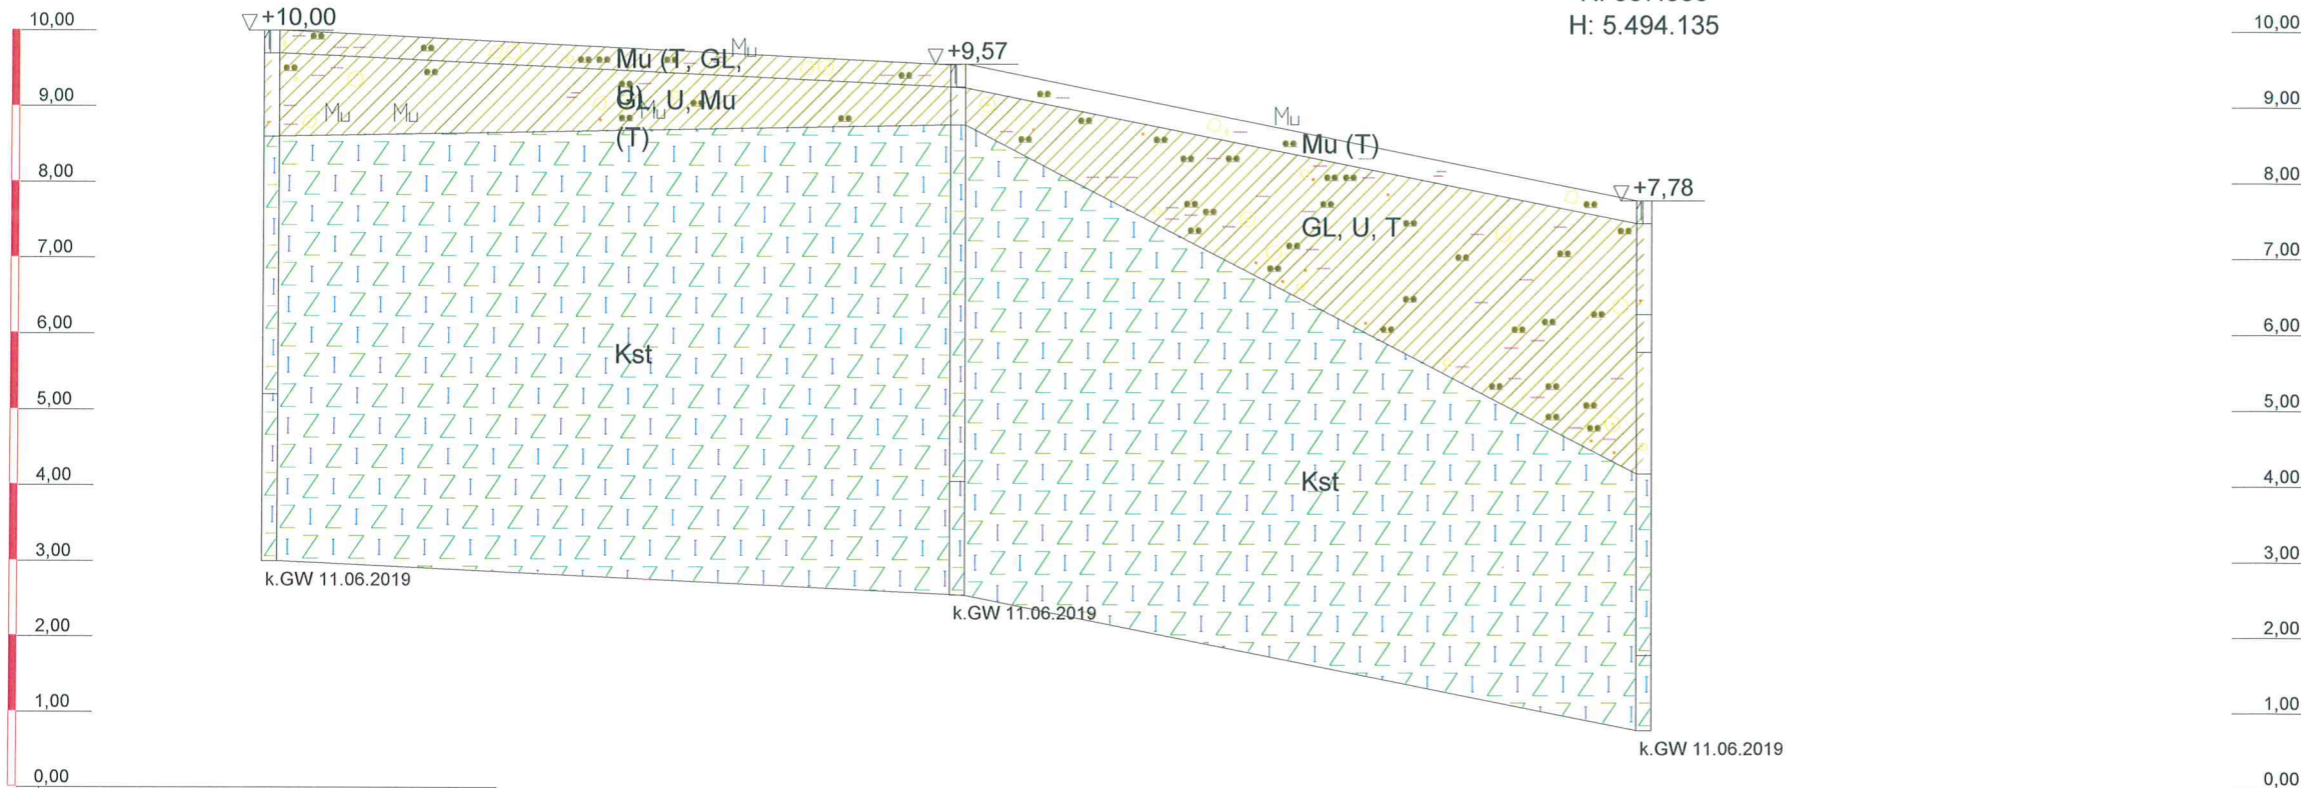 H: 5.494.135
10,00
9,00
8,00
7,00
6,00
5,00
4,00
3,00
2,00
1,00
0,00
+10,00
Mu (T, GL,
U)
GL, U, Mu
(T)
Mu
Mu
Mu
Mu
Kst
k.GW 11.06.2019
+9,57
k.GW 11.06.2019
Mu
Mu (T)
GL, U, T
Kst
+7,78
k.GW 11.06.2019
10,00
9,00
8,00
7,00
6,00
5,00
4,00
3,00
2,00
1,00
0,00